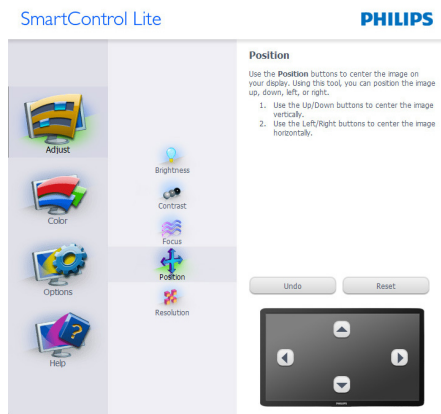 SmartControl Lite
PHILIPS
Adjust
Color
Options
Help
Brightness
Contrast
Focus
Position
Resolution
Position
Use the Position buttons to center the image on
your display. Using this tool, you can position the image
up, down, left, or right.
1. Use the Up/Down buttons to center the image
vertically.
2. Use the Left/Right buttons to center the image
horizontally.
Undo
Reset
PHILIPS